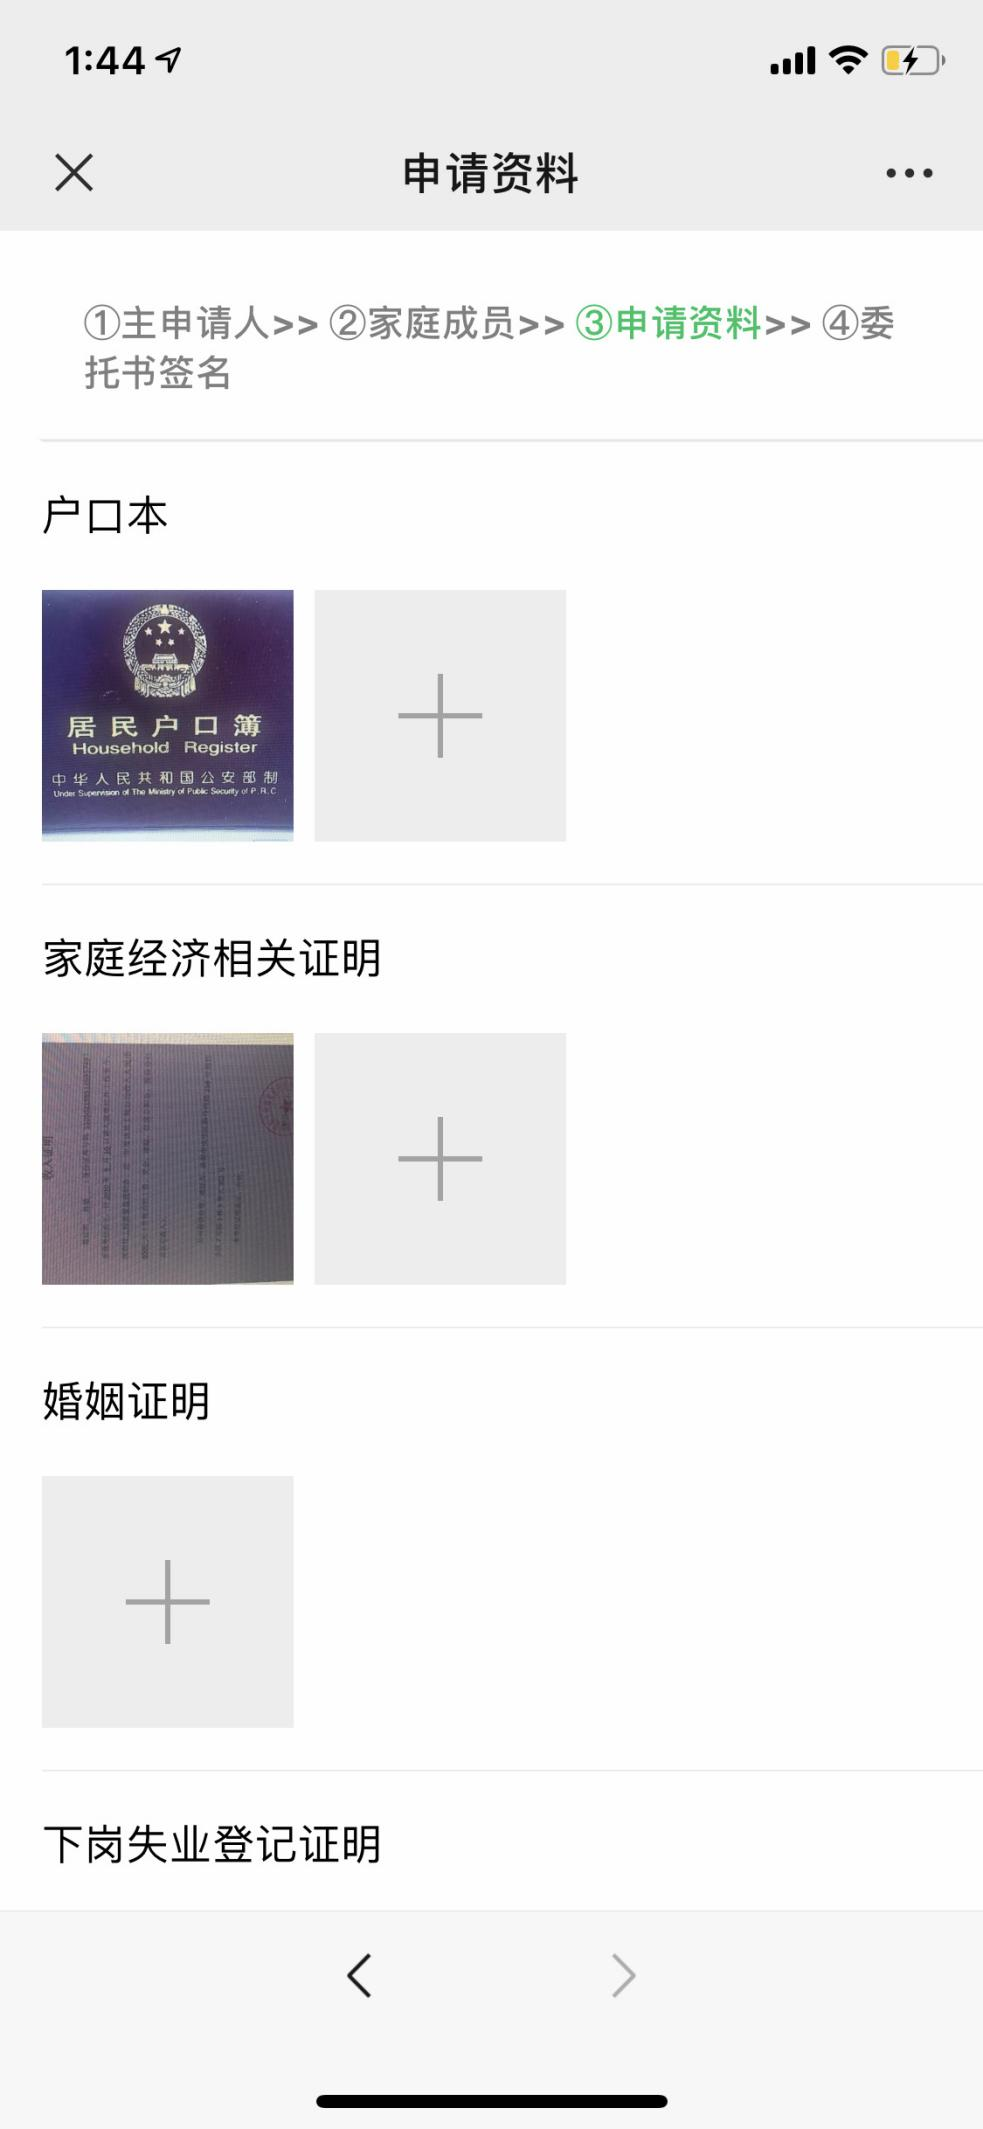 1:44
申请资料
①主申请人>> ②家庭成员>> ③申请资料>> ④委
托书签名
户口本
居民户口簿
Household Register
中华人民共和国公安部制
Under Supervision of The Ministry of Public Security of P.R.C
家庭经济相关证明
收入证明
婚姻证明
下岗失业登记证明